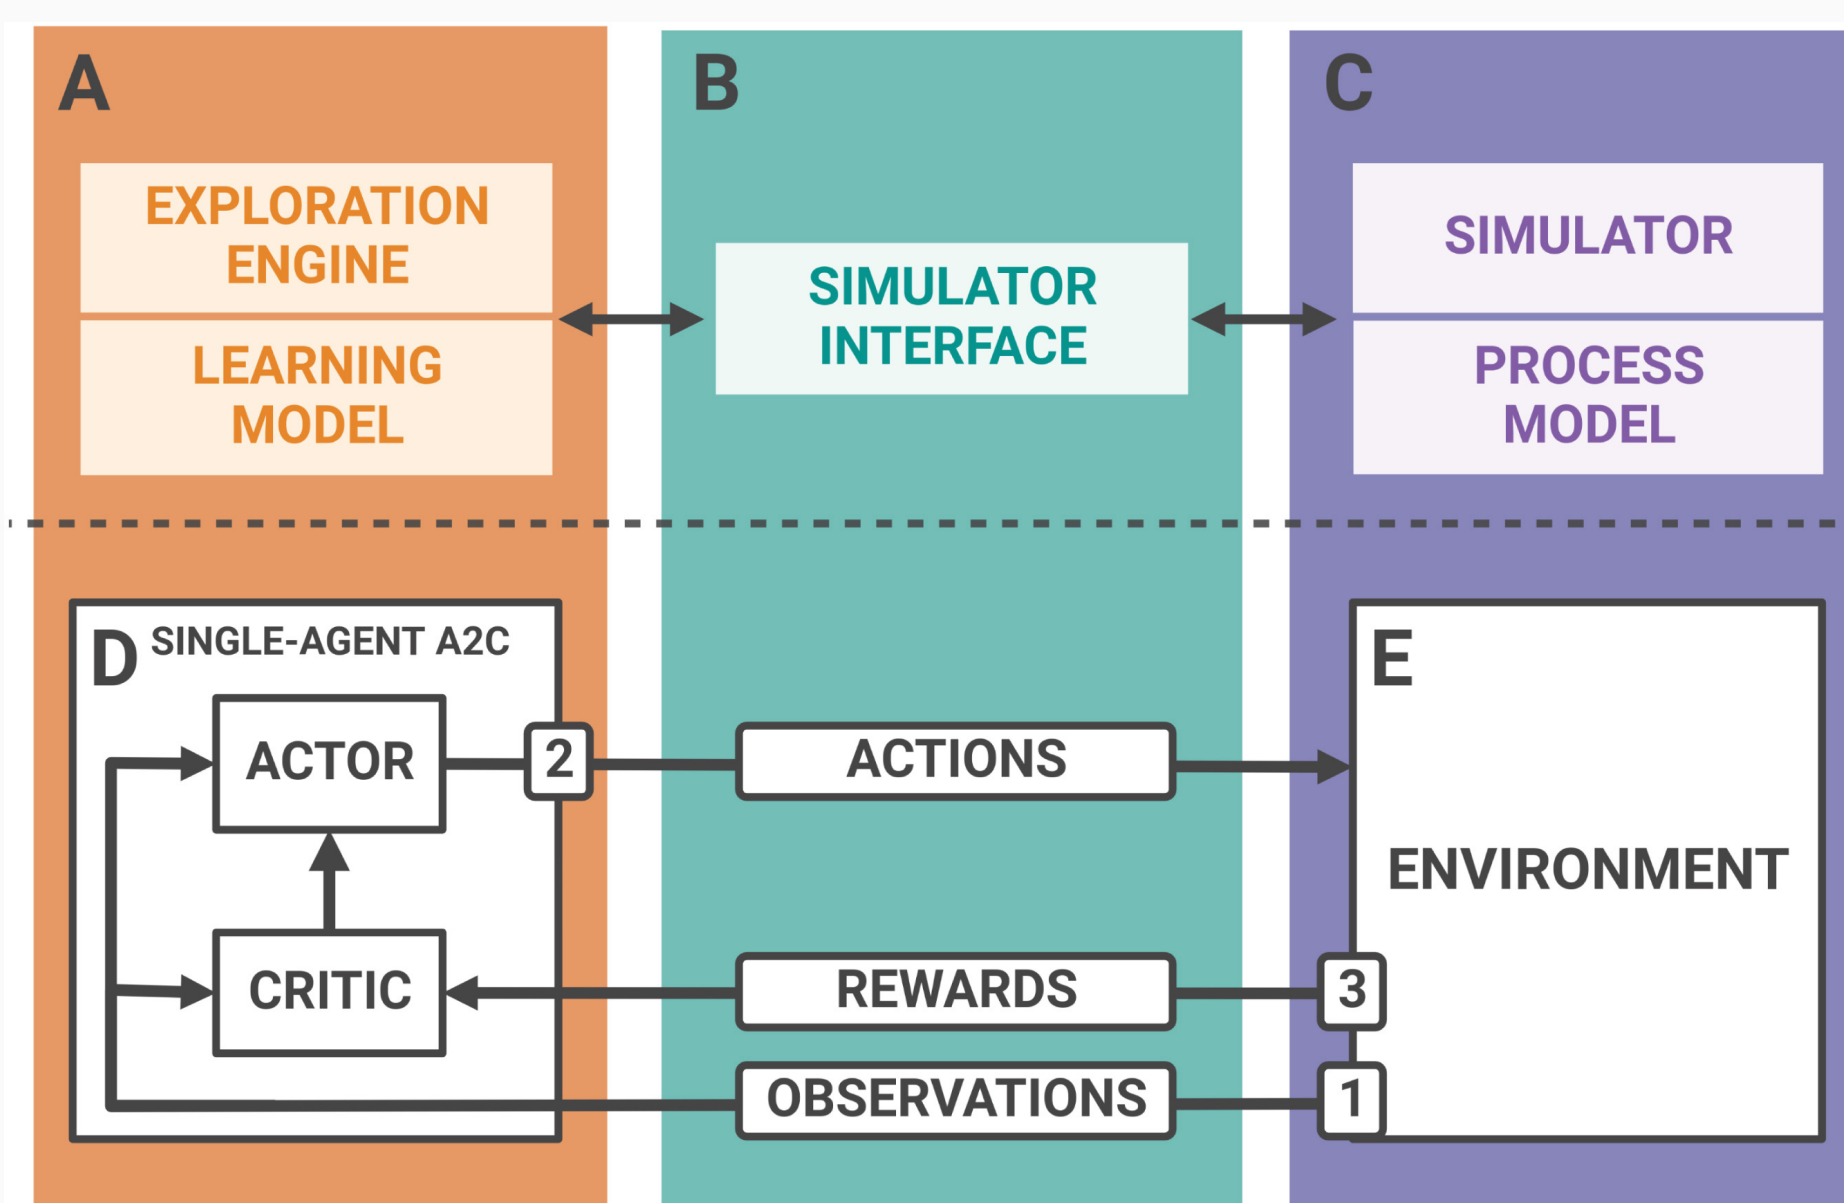 A
B
C
EXPLORATION
ENGINE
LEARNING
MODEL
SIMULATOR
INTERFACE
SIMULATOR
PROCESS
MODEL
D
SINGLE-AGENT A2C
ACTOR
2
ACTIONS
CRITIC
REWARDS
3
OBSERVATIONS
1
E
ENVIRONMENT